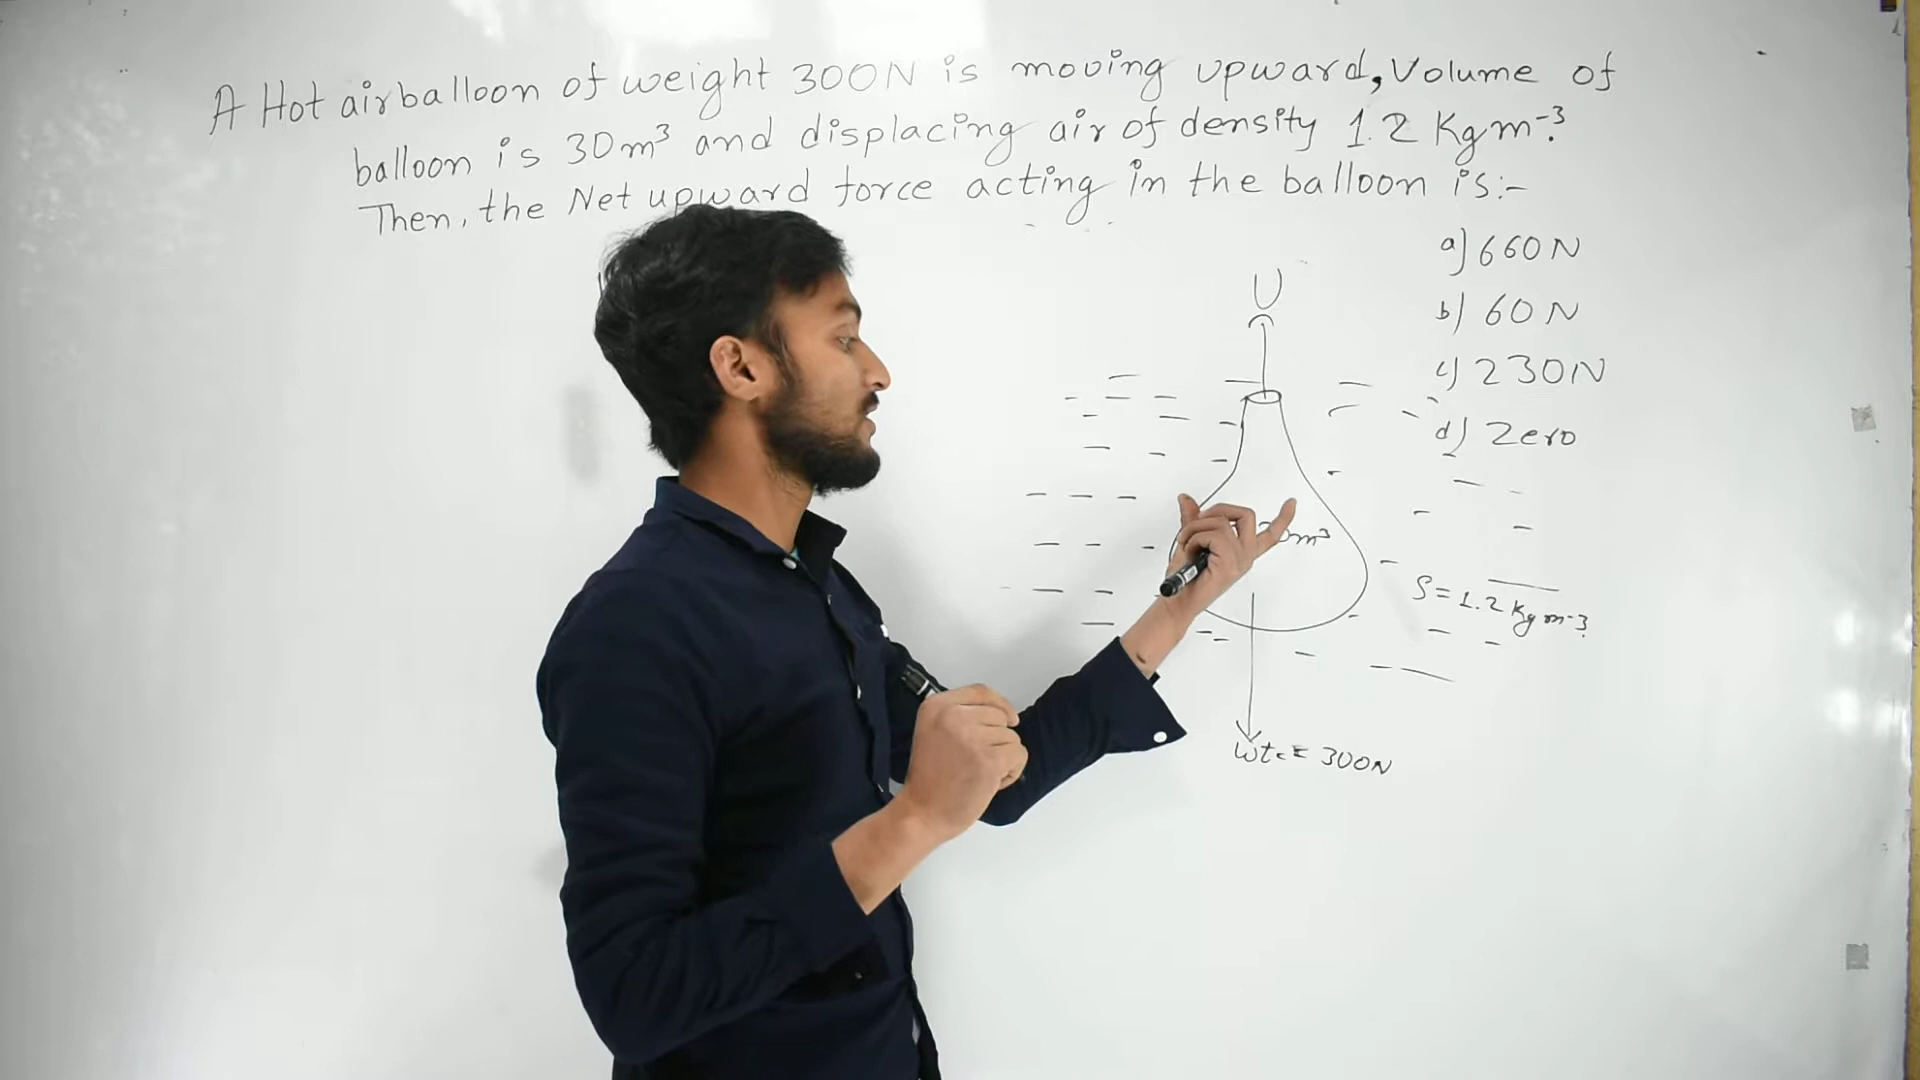 A Hot airballoon of weight 300N is moving upward, Volume of
balloon is 30m³ and displacing air of density 1.2 Kgm⁻³.
Then, the Net upward force acting in the balloon is:-
a) 660N
U
b) 60N
c) 230N
d) Zero
m³
ρ=1.2 Kgm⁻³
wt.= 300N